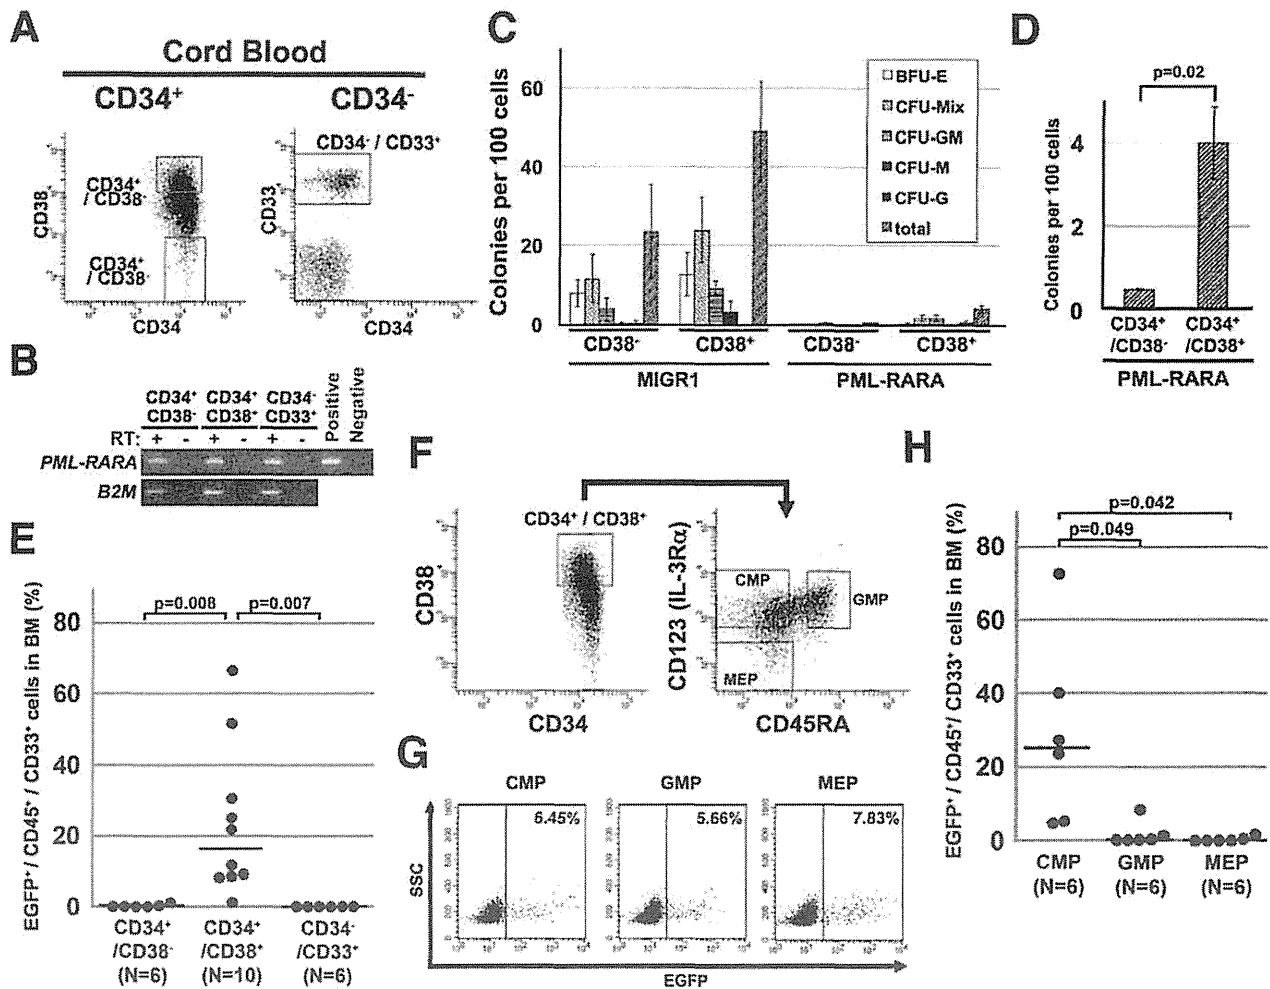 A
Cord Blood
CD34⁺
CD34⁻
CD34⁻ / CD33⁺
CD38
CD34⁺
/ CD38⁻
CD34⁺
/ CD38⁻
CD34
CD33
CD34
B
CD34⁺
CD38⁻
CD34⁺
CD38⁺
CD34⁻
CD33⁺
Positive
Negative
RT: + - + - + -
PML-RARA
B2M
C
Colonies per 100 cells
60
40
20
0
BFU-E
CFU-Mix
CFU-GM
CFU-M
CFU-G
total
CD38⁻
CD38⁺
CD38⁻
CD38⁺
MIGR1
PML-RARA
D
p=0.02
Colonies per 100 cells
4
2
0
CD34⁺
/CD38⁻
CD34⁺
/CD38⁺
PML-RARA
E
EGFP⁺ / CD45⁺ / CD33⁺ cells in BM (%)
80
60
40
20
0
p=0.008
p=0.007
CD34⁺
/CD38⁻
(N=6)
CD34⁺
/CD38⁺
(N=10)
CD34⁻
/CD33⁺
(N=6)
F
CD34⁺ / CD38⁺
CD38
CD34
CD123 (IL-3Rα)
CMP
GMP
MEP
CD45RA
G
CMP
GMP
MEP
6.45%
5.66%
7.83%
SSC
EGFP
H
EGFP⁺ / CD45⁺/ CD33⁺ cells in BM (%)
80
60
40
20
0
p=0.042
p=0.049
CMP
(N=6)
GMP
(N=6)
MEP
(N=6)